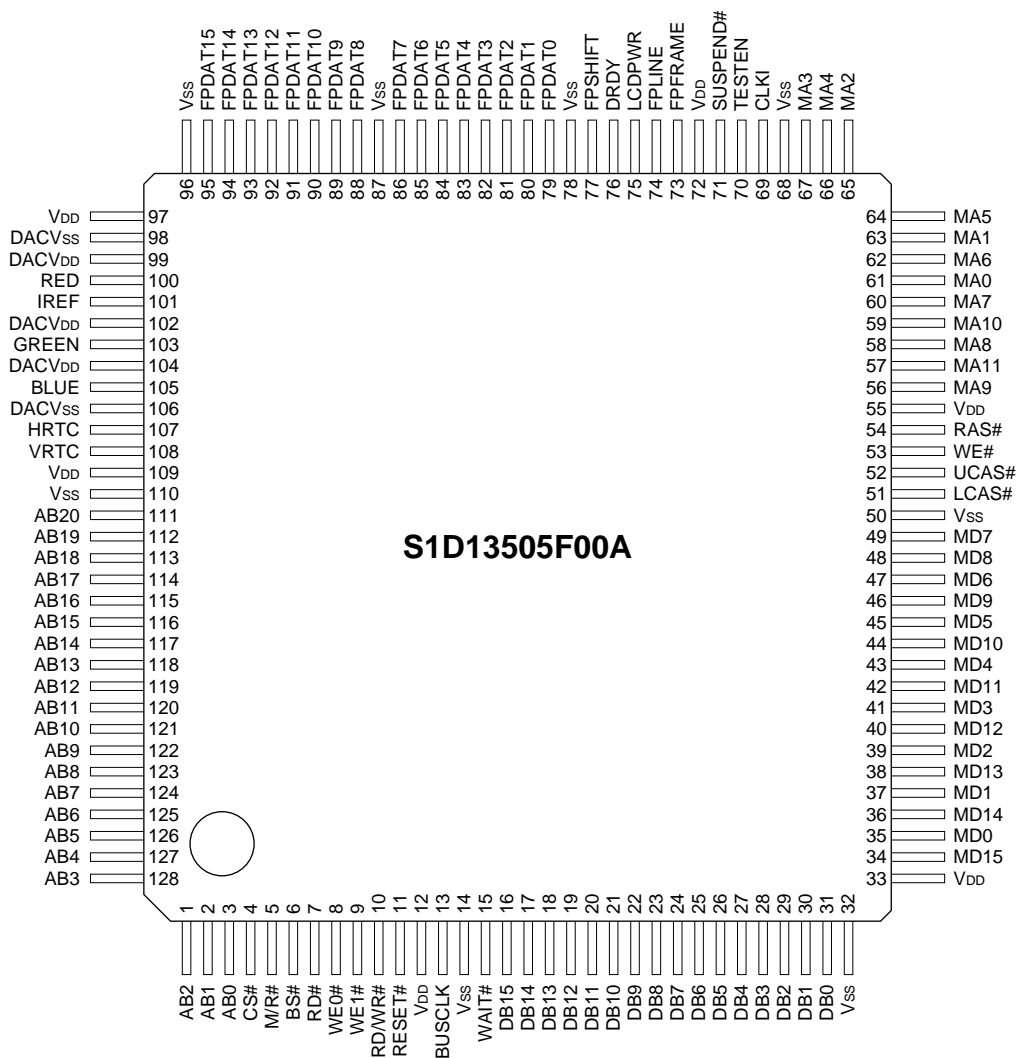 Vss
FPDAT15
FPDAT14
FPDAT13
FPDAT12
FPDAT11
FPDAT10
FPDAT9
FPDAT8
Vss
FPDAT7
FPDAT6
FPDAT5
FPDAT4
FPDAT3
FPDAT2
FPDAT1
FPDAT0
Vss
FPSHIFT
DRDY
LCDPWR
FPLINE
FPFRAME
VDD
SUSPEND#
TESTEN
CLKI
Vss
MA3
MA4
MA2
96
95
94
93
92
91
90
89
88
87
86
85
84
83
82
81
80
79
78
77
76
75
74
73
72
71
70
69
68
67
66
65
VDD 97
DACVss 98
DACVDD 99
RED 100
IREF 101
DACVDD 102
GREEN 103
DACVDD 104
BLUE 105
DACVss 106
HRTC 107
VRTC 108
VDD 109
Vss 110
AB20 111
AB19 112
AB18 113
AB17 114
AB16 115
AB15 116
AB14 117
AB13 118
AB12 119
AB11 120
AB10 121
AB9 122
AB8 123
AB7 124
AB6 125
AB5 126
AB4 127
AB3 128
S1D13505F00A
64 MA5
63 MA1
62 MA6
61 MA0
60 MA7
59 MA10
58 MA8
57 MA11
56 MA9
55 VDD
54 RAS#
53 WE#
52 UCAS#
51 LCAS#
50 Vss
49 MD7
48 MD8
47 MD6
46 MD9
45 MD5
44 MD10
43 MD4
42 MD11
41 MD3
40 MD12
39 MD2
38 MD13
37 MD1
36 MD14
35 MD0
34 MD15
33 VDD
1
2
3
4
5
6
7
8
9
10
11
12
13
14
15
16
17
18
19
20
21
22
23
24
25
26
27
28
29
30
31
32
AB2
AB1
AB0
CS#
M/R#
BS#
RD#
WE0#
WE1#
RD/WR#
RESET#
VDD
BUSCLK
Vss
WAIT#
DB15
DB14
DB13
DB12
DB11
DB10
DB9
DB8
DB7
DB6
DB5
DB4
DB3
DB2
DB1
DB0
Vss